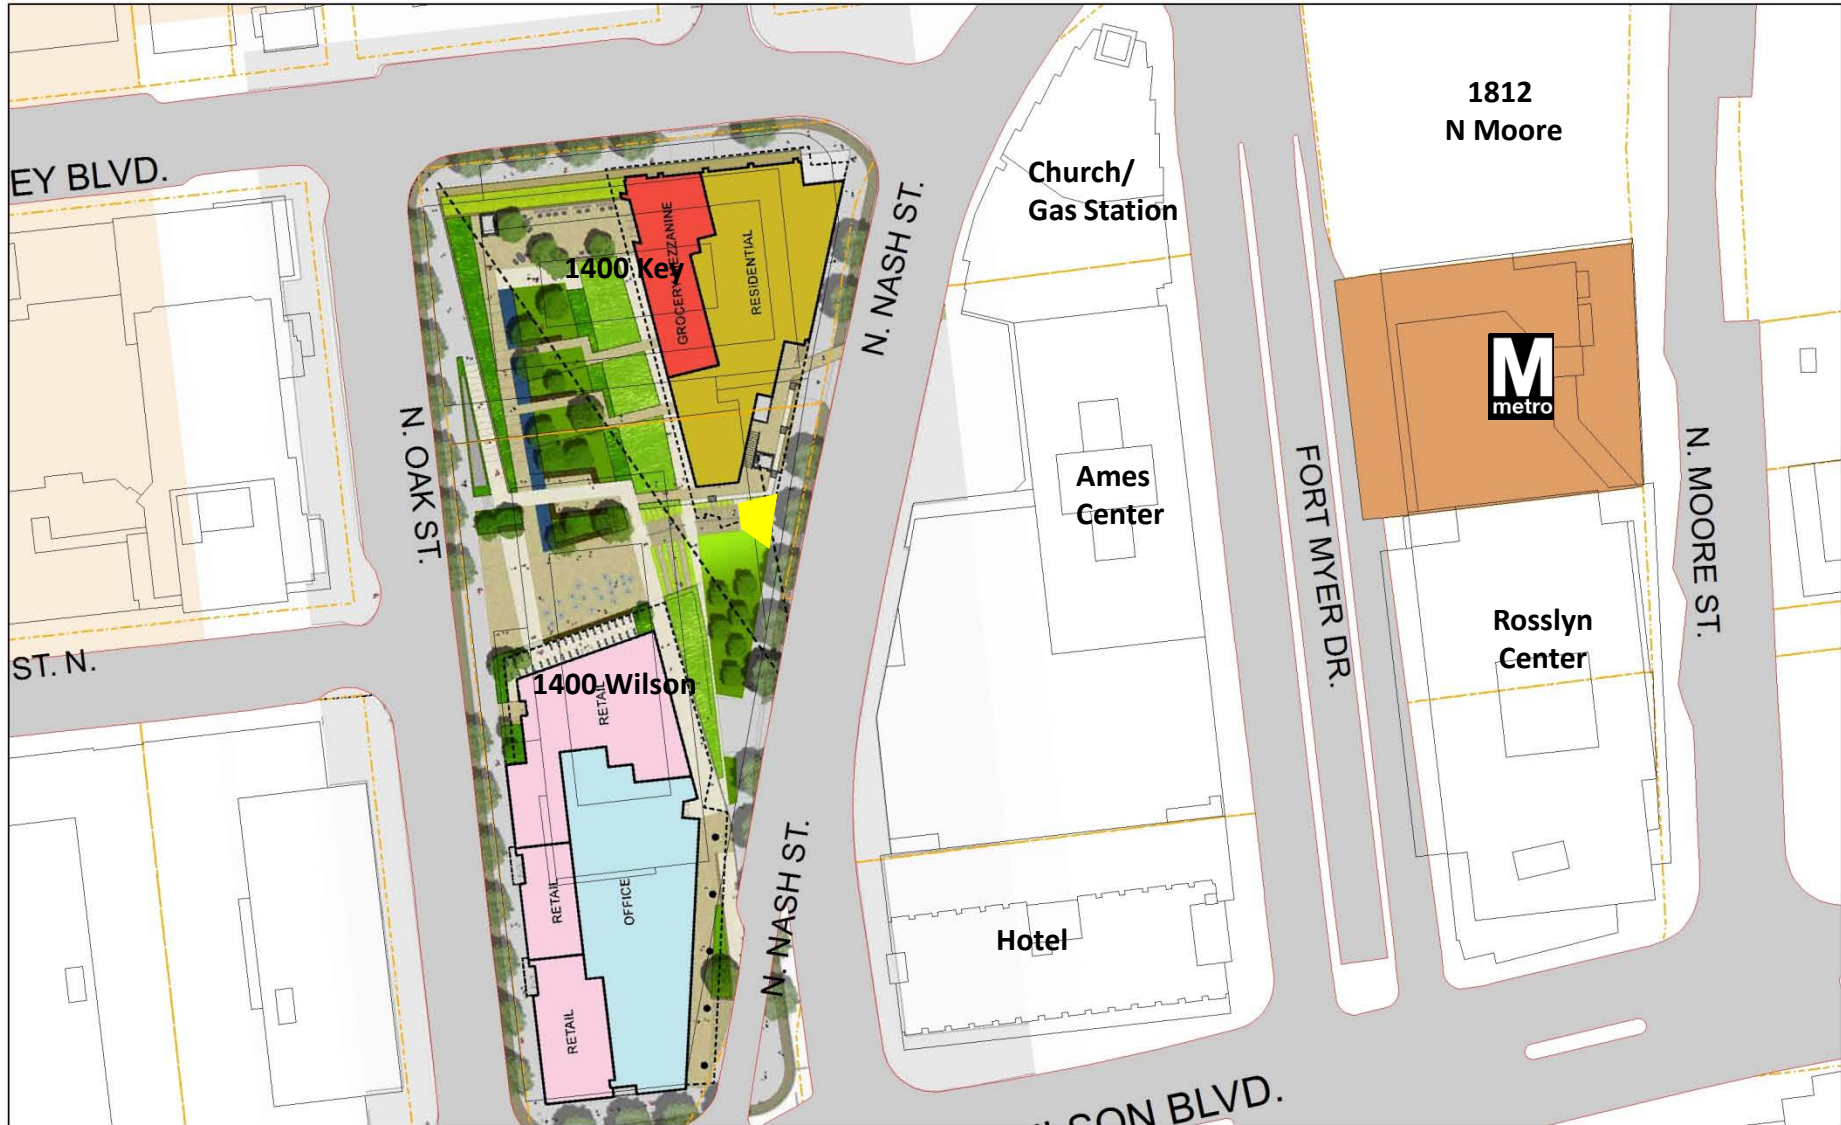 1812
N Moore
EY BLVD.
Church/
Gas Station
N. NASH ST.
1400 Key
GROCERY MEZZANINE
RESIDENTIAL
M
metro
N. OAK ST.
Ames
Center
FORT MYER DR.
N. MOORE ST.
ST. N.
Rosslyn
Center
1400 Wilson
RETAIL
RETAIL
OFFICE
N. NASH ST.
Hotel
RETAIL
LSON BLVD.